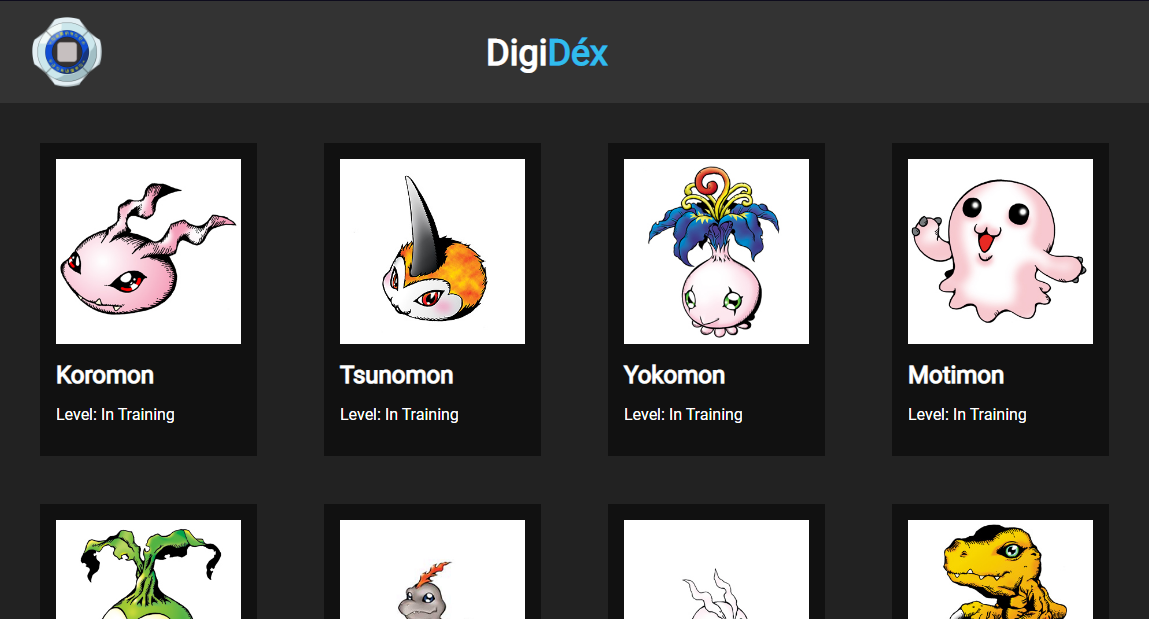 DigiDéx
Koromon
Level: In Training
Tsunomon
Level: In Training
Yokomon
Level: In Training
Motimon
Level: In Training